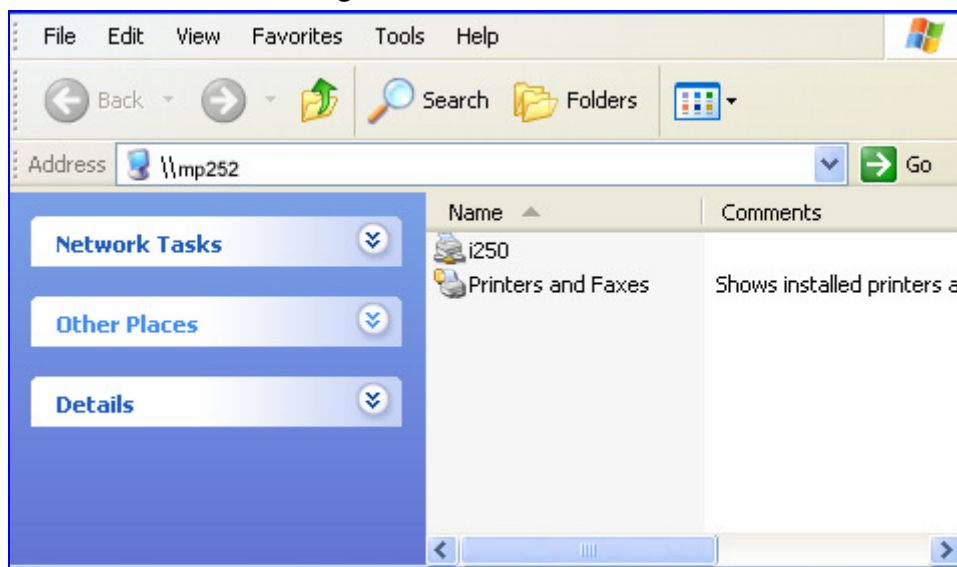 File Edit View Favorites Tools Help
Back Search Folders
Address \\mp252 Go
Name Comments
Network Tasks
i250
Printers and Faxes Shows installed printers a
Other Places
Details